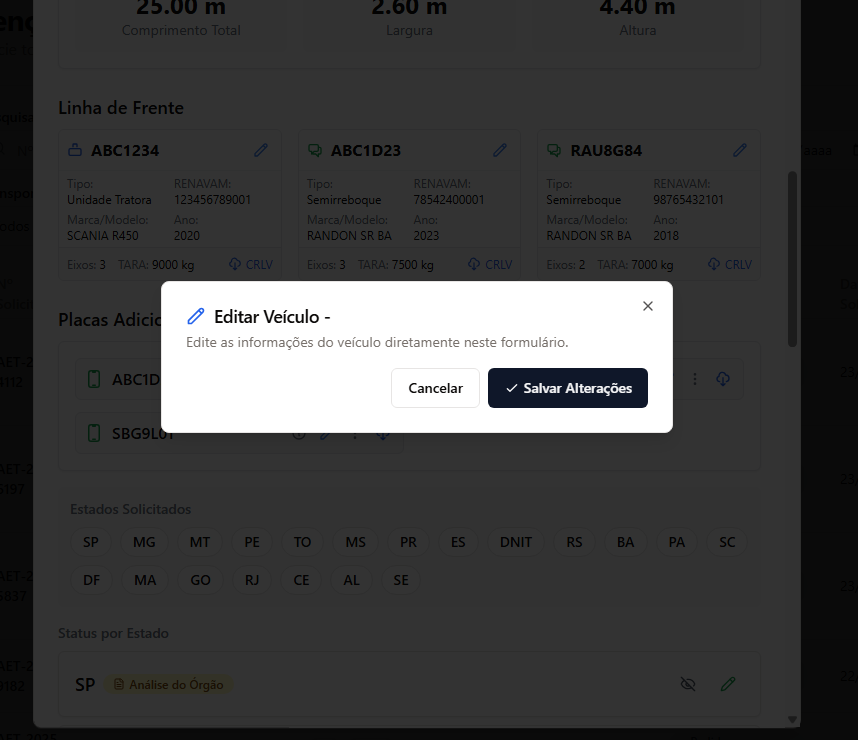 25.00 m 2.60 m 4.40 m
Comprimento Total Largura Altura
Linha de Frente
ABC1234 ABC1D23 RAU8G84
Tipo: RENAVAM: Tipo: RENAVAM: Tipo: RENAVAM:
Unidade Tratora 123456789001 Semirreboque 78542400001 Semirreboque 98765432101
Marca/Modelo: Ano: Marca/Modelo: Ano: Marca/Modelo: Ano:
SCANIA R450 2020 RANDON SR BA 2023 RANDON SR BA 2018
Eixos: 3 TARA: 9000 kg CRLV Eixos: 3 TARA: 7500 kg CRLV Eixos: 2 TARA: 7000 kg CRLV
Placas Adici
Editar Veículo -
Edite as informações do veículo diretamente neste formulário.
ABC1D
Cancelar Salvar Alterações
SBG9L01
Estados Solicitados
SP MG MT PE TO MS PR ES DNIT RS BA PA SC
DF MA GO RJ CE AL SE
Status por Estado
SP Análise do Órgão